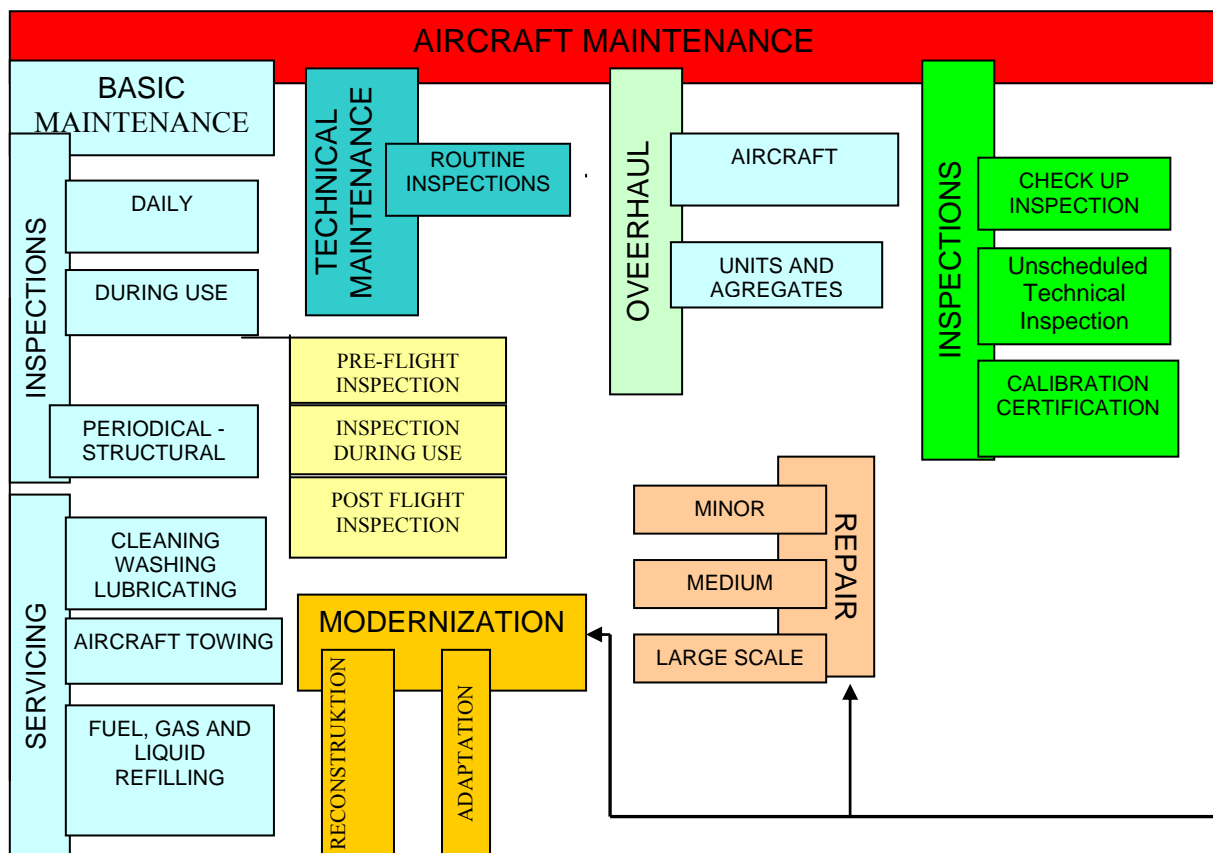 AIRCRAFT MAINTENANCE
BASIC
MAINTENANCE
INSPECTIONS
DAILY
DURING USE
PERIODICAL -
STRUCTURAL
SERVICING
CLEANING
WASHING
LUBRICATING
AIRCRAFT TOWING
FUEL, GAS AND
LIQUID
REFILLING
TECHNICAL
MAINTENANCE
ROUTINE
INSPECTIONS
PRE-FLIGHT
INSPECTION
INSPECTION
DURING USE
POST FLIGHT
INSPECTION
MODERNIZATION
RECONSTRUKTION
ADAPTATION
OVEERHAUL
AIRCRAFT
UNITS AND
AGREGATES
REPAIR
MINOR
MEDIUM
LARGE SCALE
INSPECTIONS
CHECK UP
INSPECTION
Unscheduled
Technical
Inspection
CALIBRATION
CERTIFICATION